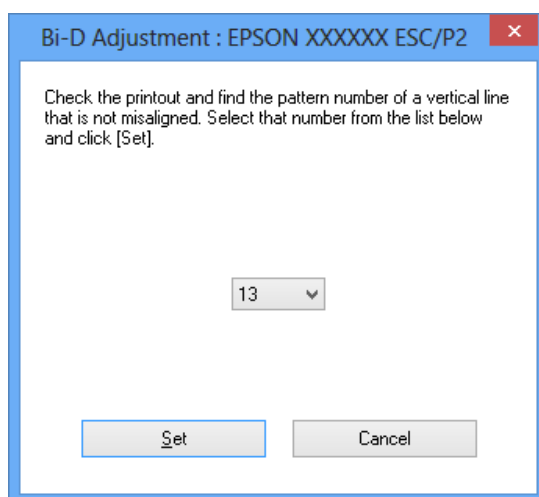 Bi-D Adjustment : EPSON XXXXXX ESC/P2
Check the printout and find the pattern number of a vertical line
that is not misaligned. Select that number from the list below
and click [Set].
13
Set
Cancel